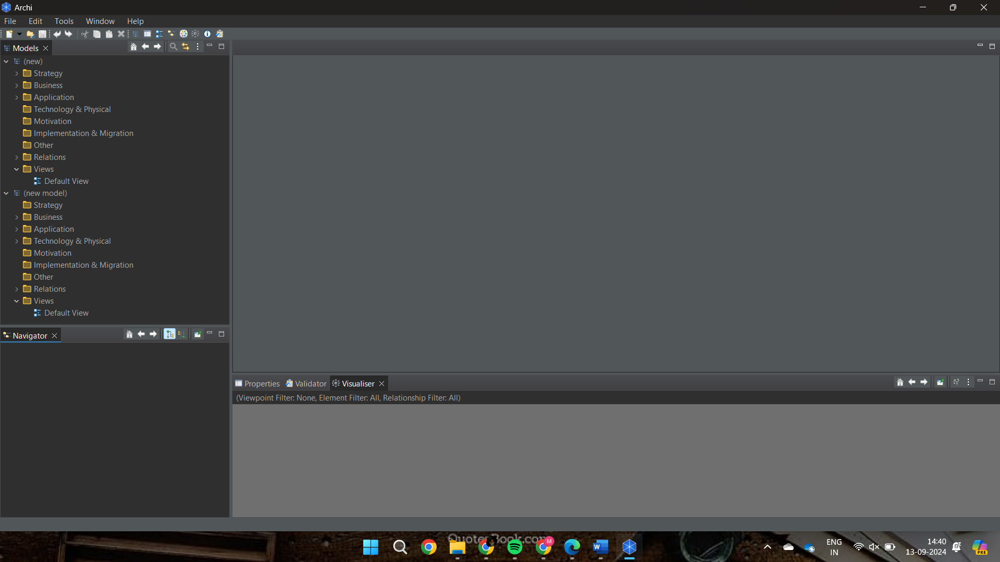 Archi
File Edit Tools Window Help
Models
(new)
Strategy
Business
Application
Technology & Physical
Motivation
Implementation & Migration
Other
Relations
Views
Default View
(new model)
Strategy
Business
Application
Technology & Physical
Motivation
Implementation & Migration
Other
Relations
Views
Default View
Navigator
Properties Validator Visualiser
(Viewpoint Filter: None, Element Filter: All, Relationship Filter: All)
M
W
PRE
ENG
IN
14:40
13-09-2024